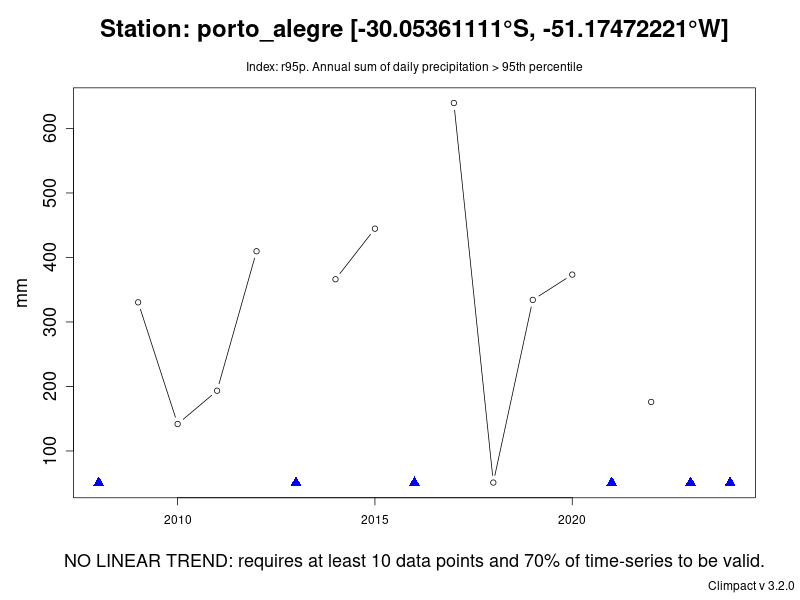 Station: porto_alegre [-30.05361111°S, -51.17472221°W]
Index: r95p. Annual sum of daily precipitation > 95th percentile
600
500
400
300
200
100
mm
2010 2015 2020
NO LINEAR TREND: requires at least 10 data points and 70% of time-series to be valid.
Climpact v 3.2.0